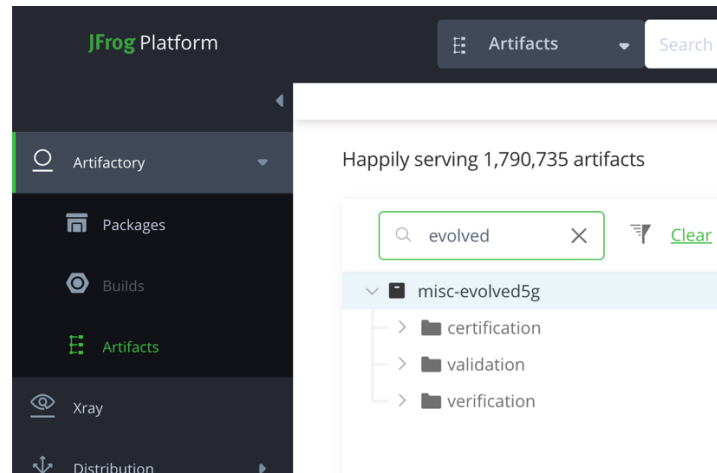 JFrog Platform
Artifacts
Search
Artifactory
Happily serving 1,790,735 artifacts
Packages
evolved
Clear
Builds
misc-evolved5g
certification
Artifacts
validation
verification
Xray
Distribution